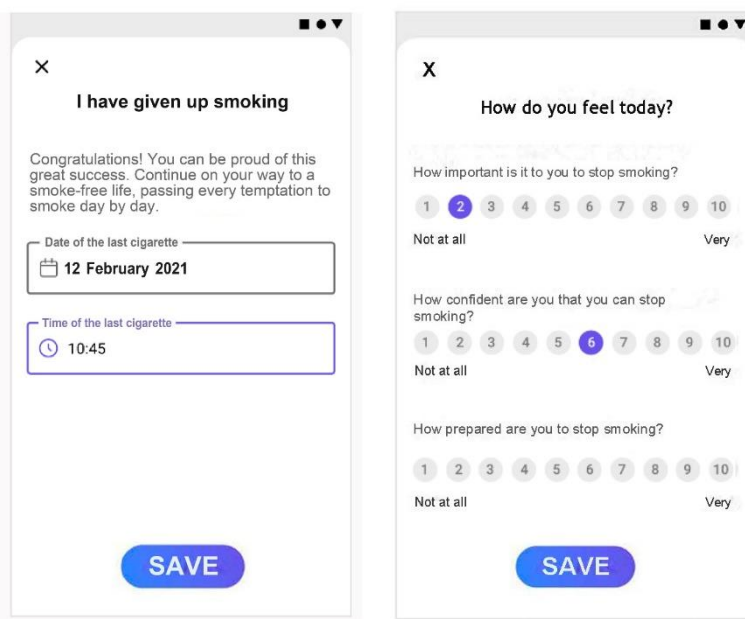 I have given up smoking
Congratulations! You can be proud of this
great success. Continue on your way to a
smoke-free life, passing every temptation to
smoke day by day.
Date of the last cigarette
12 February 2021
Time of the last cigarette
10:45
SAVE
X
How do you feel today?
How important is it to you to stop smoking?
1 2 3 4 5 6 7 8 9 10
Not at all Very
How confident are you that you can stop
smoking?
1 2 3 4 5 6 7 8 9 10
Not at all Very
How prepared are you to stop smoking?
1 2 3 4 5 6 7 8 9 10
Not at all Very
SAVE